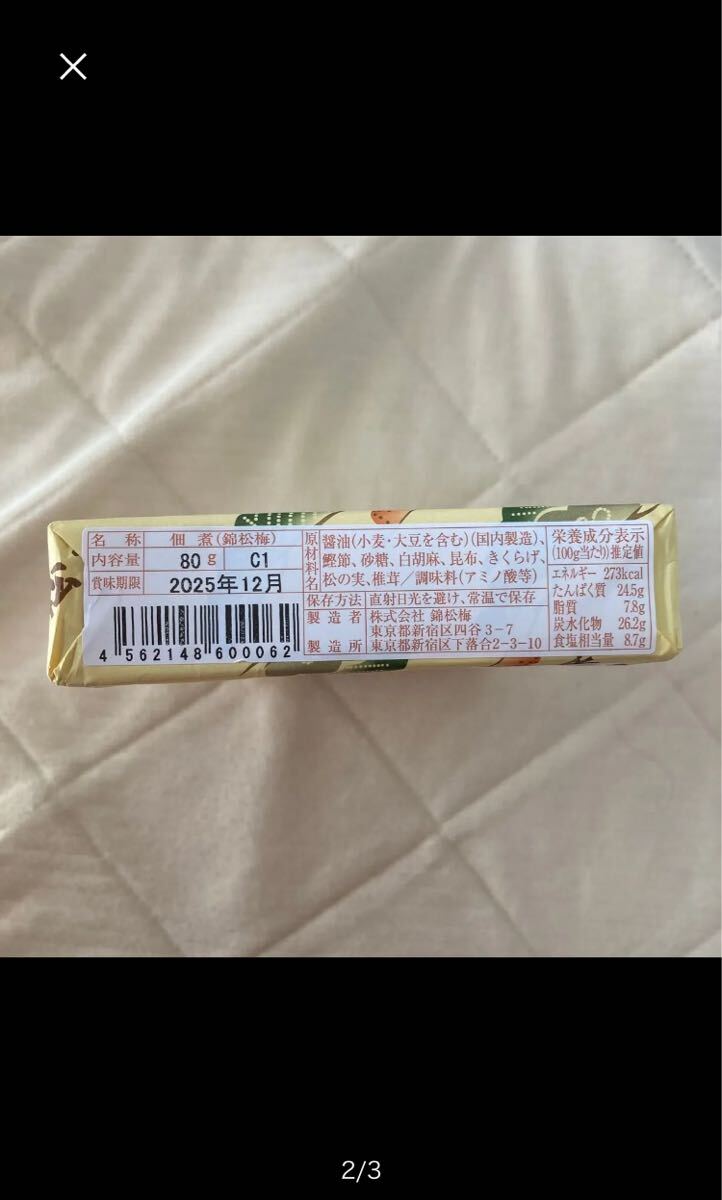 ×
名称 佃煮(錦松梅)
内容量 80g C1
賞味期限 2025年12月
4 562148 600062
原材料名 醤油(小麦・大豆を含む)(国内製造)、
鰹節、砂糖、白胡麻、昆布、きくらげ、
松の実、椎茸/調味料(アミノ酸等)
保存方法 直射日光を避け、常温で保存
製造者 株式会社 錦松梅
東京都新宿区四谷3-7
製造所 東京都新宿区下落合2-3-10
栄養成分表示
(100g当たり)推定値
エネルギー 273kcal
たんぱく質 24.5g
脂質 7.8g
炭水化物 26.2g
食塩相当量 8.7g
2/3